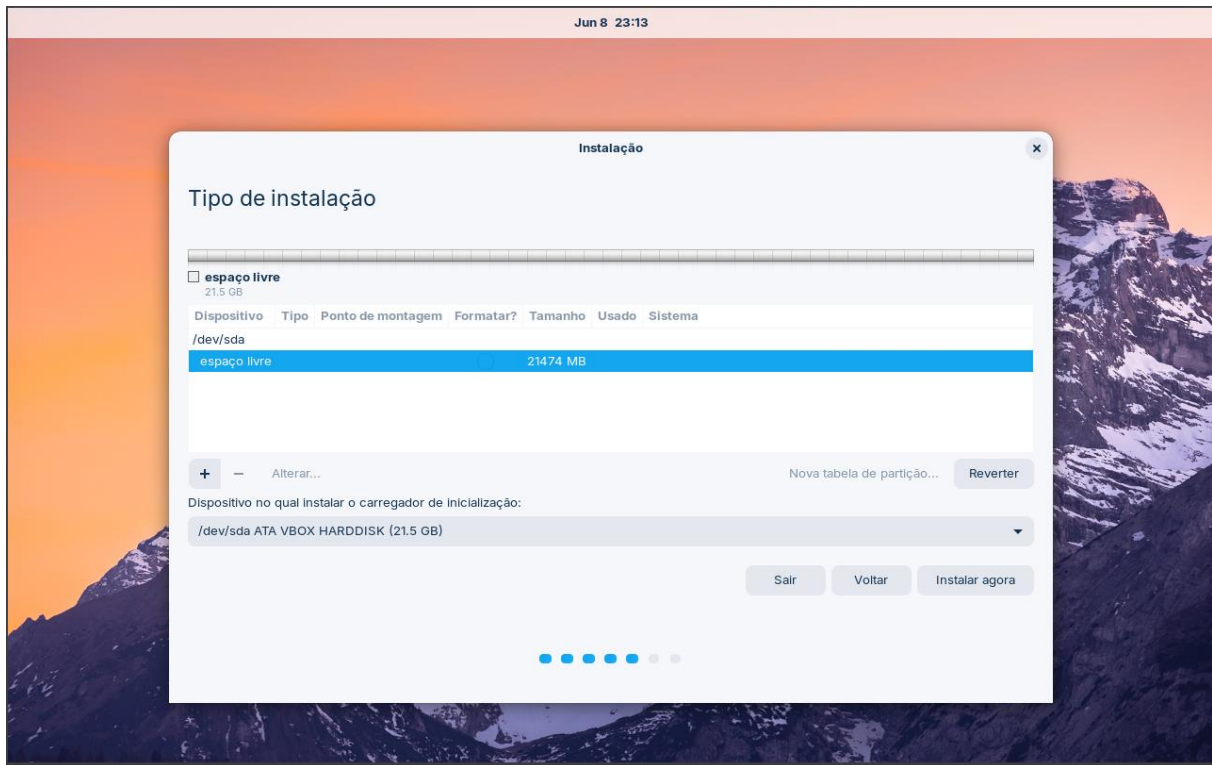 Jun 8 23:13
Instalação
Tipo de instalação
espaço livre
21.5 GB
Dispositivo Tipo Ponto de montagem Formatar? Tamanho Usado Sistema
/dev/sda
espaço livre 21474 MB
+ − Alterar... Nova tabela de partição... Reverter
Dispositivo no qual instalar o carregador de inicialização:
/dev/sda ATA VBOX HARDDISK (21.5 GB)
Sair Voltar Instalar agora